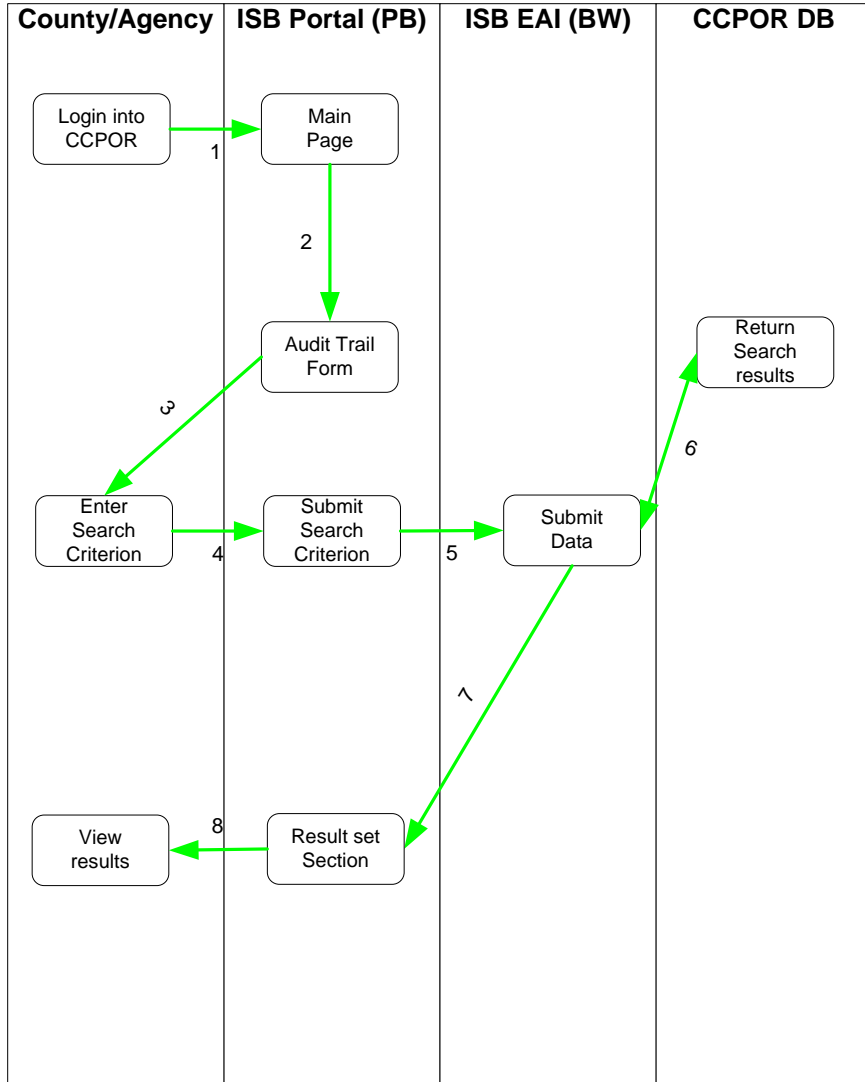 County/Agency
ISB Portal (PB)
ISB EAI (BW)
CCPOR DB
Login into
CCPOR
1
Main
Page
2
Audit Trail
Form
Return
Search
results
3
6
Enter
Search
Criterion
4
Submit
Search
Criterion
5
Submit
Data
7
View
results
8
Result set
Section